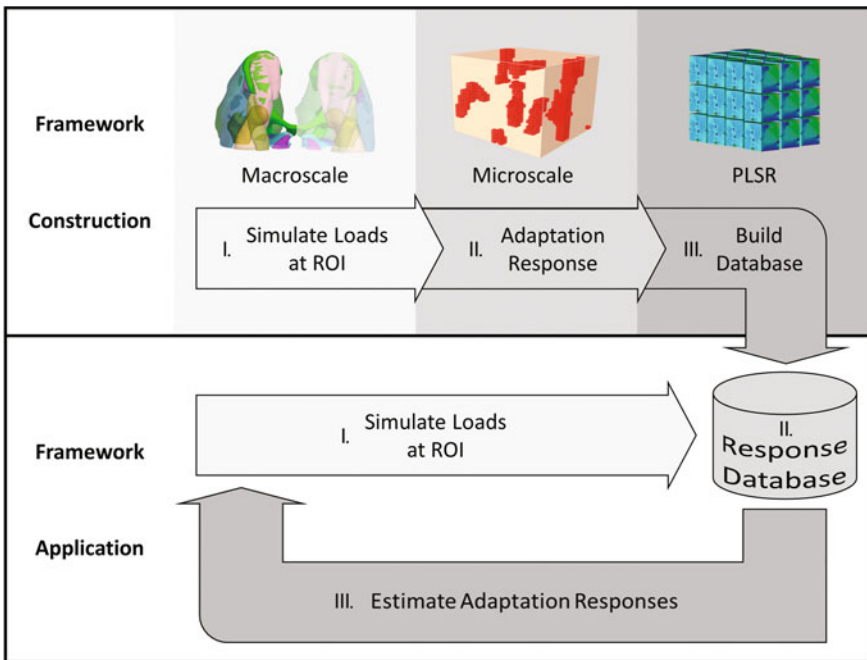 Framework
Construction
Macroscale
Microscale
PLSR
I. Simulate Loads
at ROI
II. Adaptation
Response
III. Build
Database
Framework
Application
I. Simulate Loads
at ROI
II.
Response
Database
III. Estimate Adaptation Responses